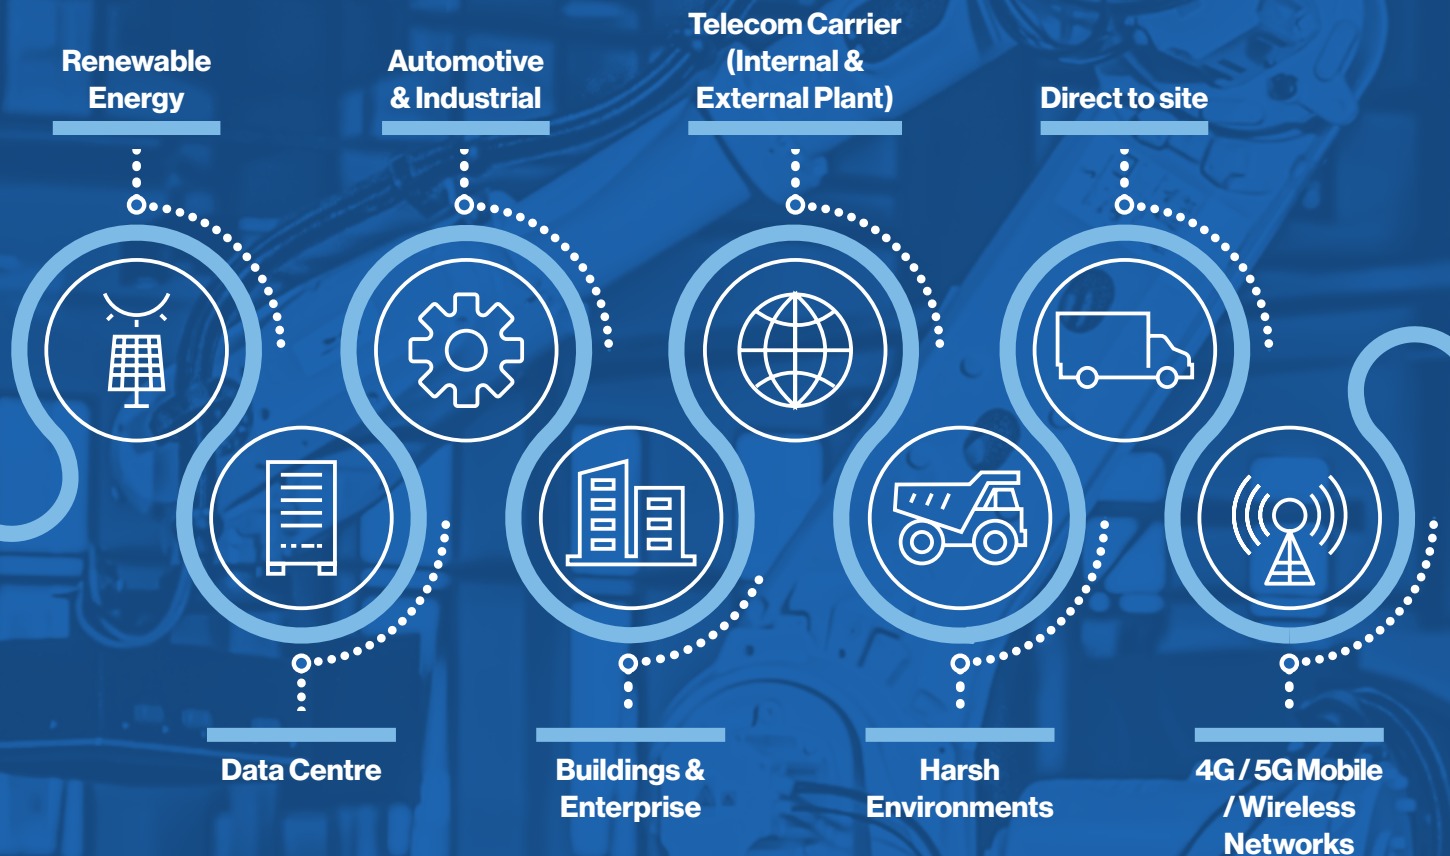 Renewable
Energy
Automotive
& Industrial
Telecom Carrier
(Internal &
External Plant)
Direct to site
Data Centre
Buildings &
Enterprise
Harsh
Environments
4G / 5G Mobile
/ Wireless
Networks